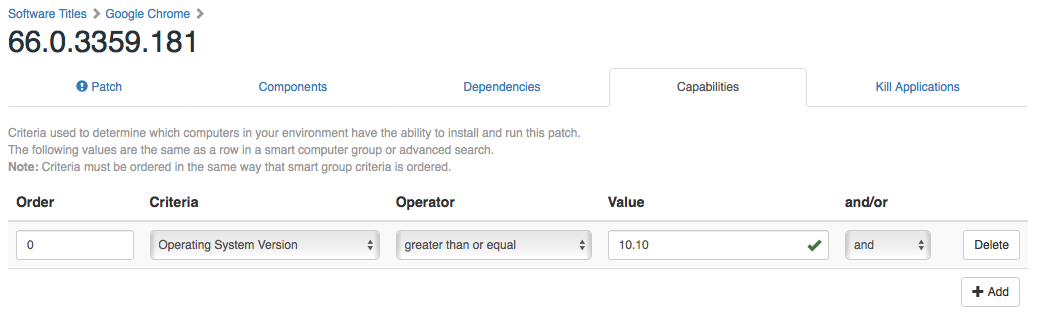 Software Titles > Google Chrome >
66.0.3359.181
Patch Components Dependencies Capabilities Kill Applications
Criteria used to determine which computers in your environment have the ability to install and run this patch.
The following values are the same as a row in a smart computer group or advanced search.
Note: Criteria must be ordered in the same way that smart group criteria is ordered.
Order Criteria Operator Value and/or
0 Operating System Version greater than or equal 10.10 and Delete
+ Add